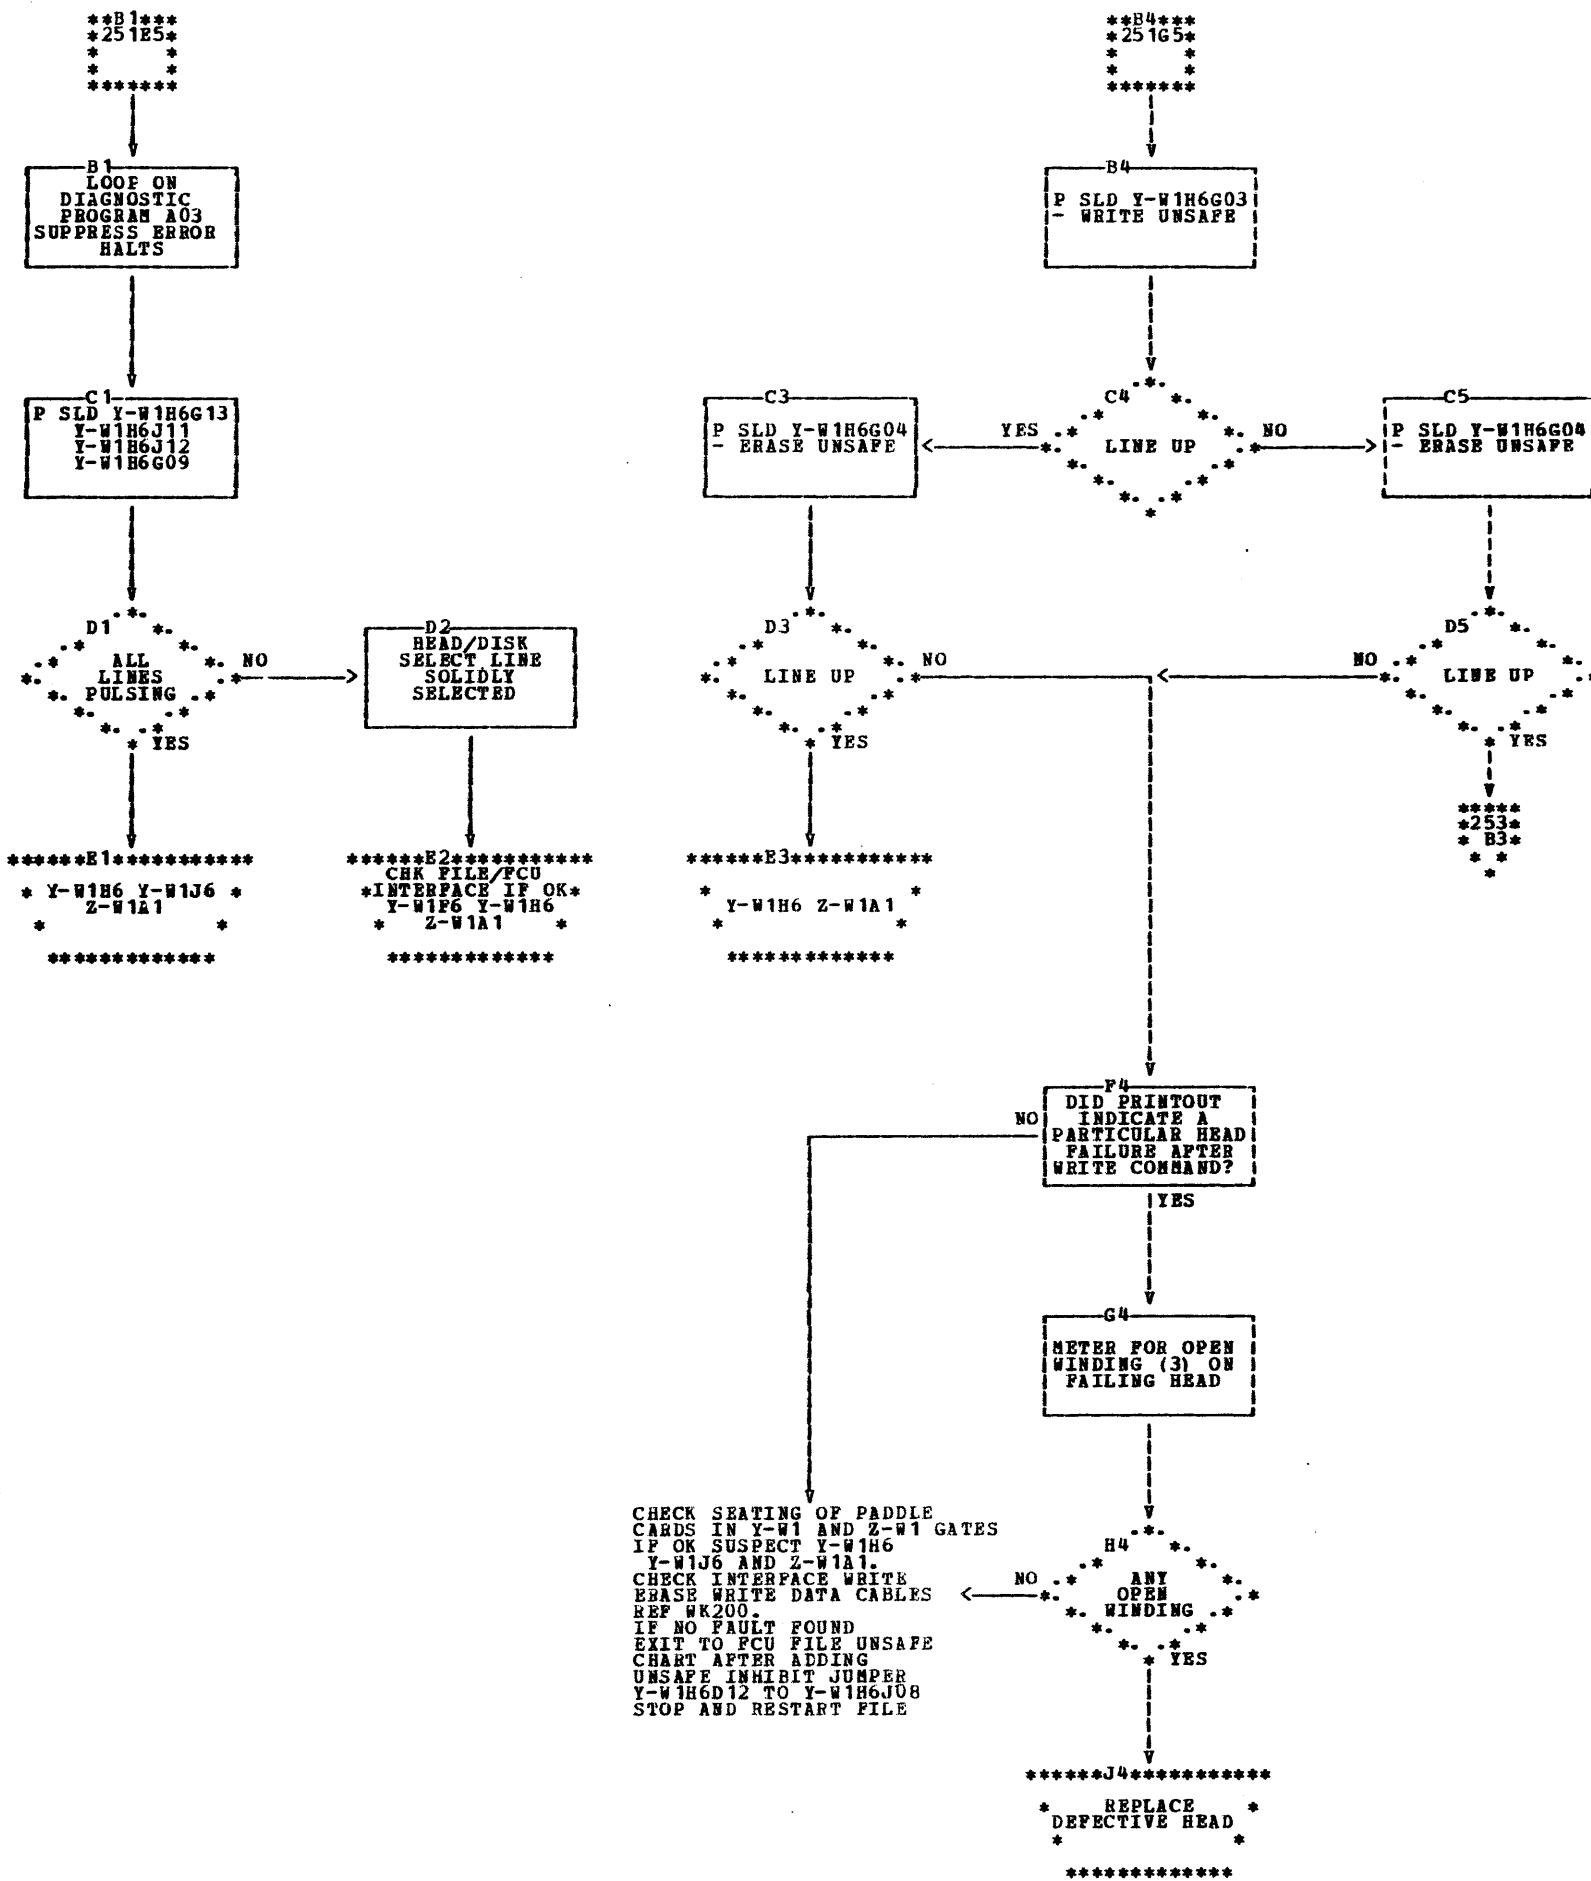 **B1***
*251E5*
* *
* *
*******
B1
LOOP ON
DIAGNOSTIC
PROGRAM A03
SUPPRESS ERROR
HALTS
C1
P SLD Y-W1H6G13
Y-W1H6J11
Y-W1H6J12
Y-W1H6G09
D1
ALL
LINES
PULSING
NO
YES
D2
HEAD/DISK
SELECT LINE
SOLIDLY
SELECTED
******E1***********
* Y-W1H6 Y-W1J6 *
Z-W1A1
* *
*************
******E2***********
CHK FILE/FCU
*INTERFACE IF OK*
Y-W1F6 Y-W1H6
* Z-W1A1 *
*************
**B4***
*251G5*
* *
* *
*******
B4
P SLD Y-W1H6G03
- WRITE UNSAFE
C4
LINE UP
YES
NO
C3
P SLD Y-W1H6G04
- ERASE UNSAFE
C5
P SLD Y-W1H6G04
- ERASE UNSAFE
D3
LINE UP
NO
YES
D5
LINE UP
NO
YES
*****
*253*
* B3*
* *
*
******E3***********
* *
Y-W1H6 Z-W1A1
* *
*************
F4
DID PRINTOUT
INDICATE A
PARTICULAR HEAD
FAILURE AFTER
WRITE COMMAND?
NO
YES
G4
METER FOR OPEN
WINDING (3) ON
FAILING HEAD
H4
ANY
OPEN
WINDING
NO
YES
CHECK SEATING OF PADDLE
CARDS IN Y-W1 AND Z-W1 GATES
IF OK SUSPECT Y-W1H6
Y-W1J6 AND Z-W1A1.
CHECK INTERFACE WRITE
ERASE WRITE DATA CABLES
REF WK200.
IF NO FAULT FOUND
EXIT TO FCU FILE UNSAFE
CHART AFTER ADDING
UNSAFE INHIBIT JUMPER
Y-W1H6D12 TO Y-W1H6J08
STOP AND RESTART FILE
******J4***********
* REPLACE *
DEFECTIVE HEAD
* *
*************